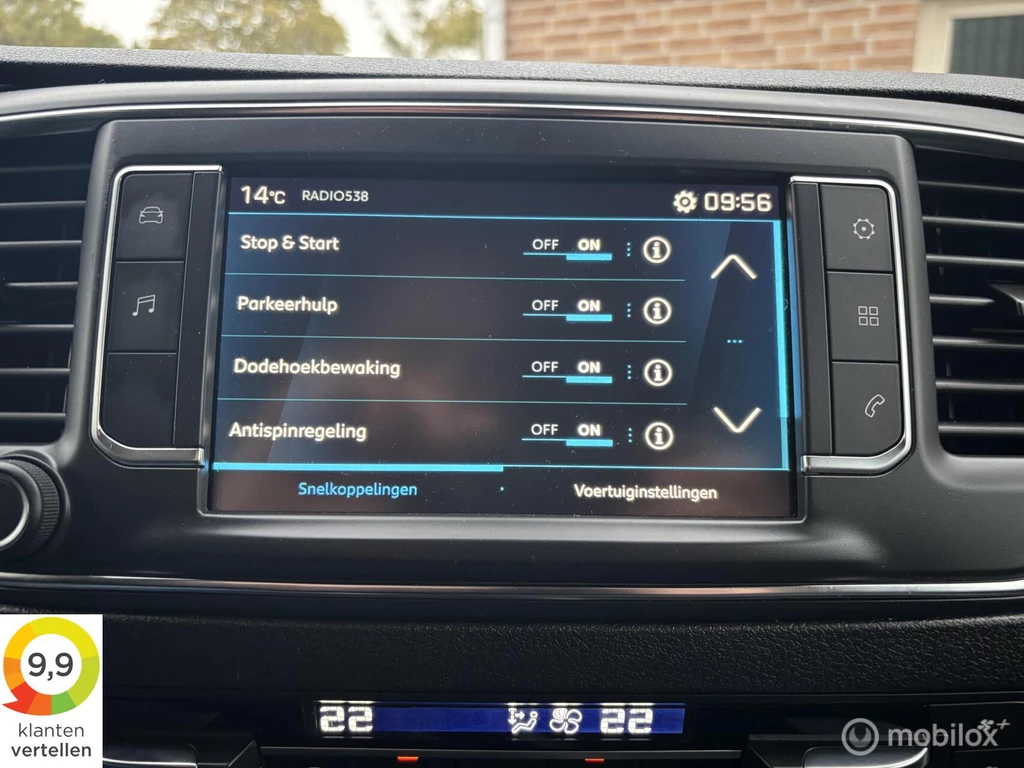 14°C RADIO538 09:56
Stop & Start OFF ON
Parkeerhulp OFF ON
Dodehoekbewaking OFF ON
Antispinregeling OFF ON
Snelkoppelingen Voertuiginstellingen
22 22
9,9
klanten
vertellen
mobilox